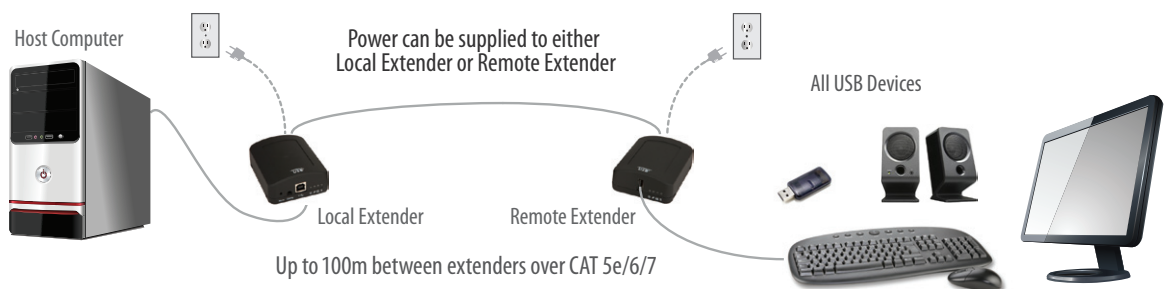 Host Computer
Power can be supplied to either
Local Extender or Remote Extender
All USB Devices
Local Extender
Remote Extender
Up to 100m between extenders over CAT 5e/6/7